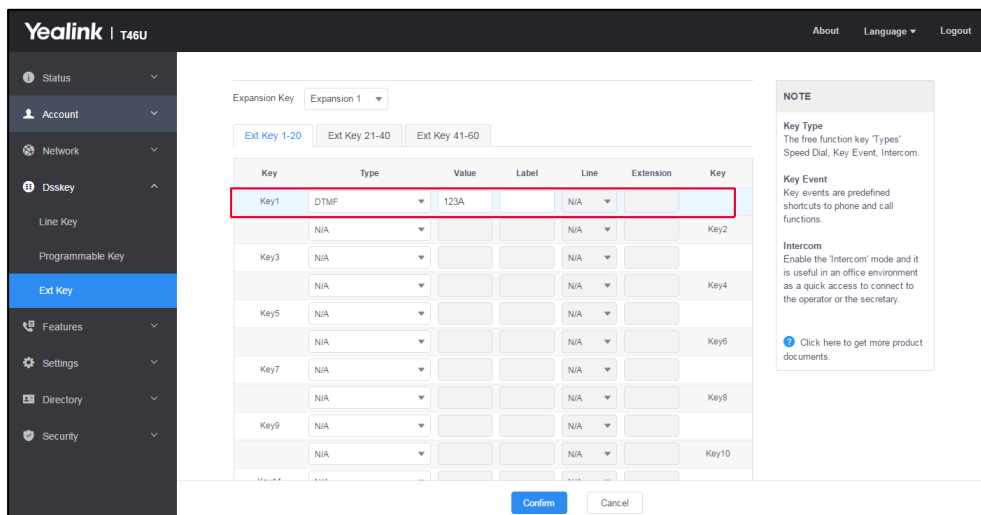 Yealink | T46U
About Language Logout
Status
Account
Network
Dsskey
Line Key
Programmable Key
Ext Key
Features
Settings
Directory
Security
Expansion Key Expansion 1
Ext Key 1-20 Ext Key 21-40 Ext Key 41-60
Key Type Value Label Line Extension Key
Key1 DTMF 123A N/A
N/A N/A Key2
Key3 N/A N/A
N/A N/A Key4
Key5 N/A N/A
N/A N/A Key6
Key7 N/A N/A
N/A N/A Key8
Key9 N/A N/A
N/A N/A Key10
Confirm Cancel
NOTE
Key Type
The free function key 'Types'
Speed Dial, Key Event, Intercom.
Key Event
Key events are predefined
shortcuts to phone and call
functions.
Intercom
Enable the 'Intercom' mode and it
is useful in an office environment
as a quick access to connect to
the operator or the secretary.
? Click here to get more product
documents.